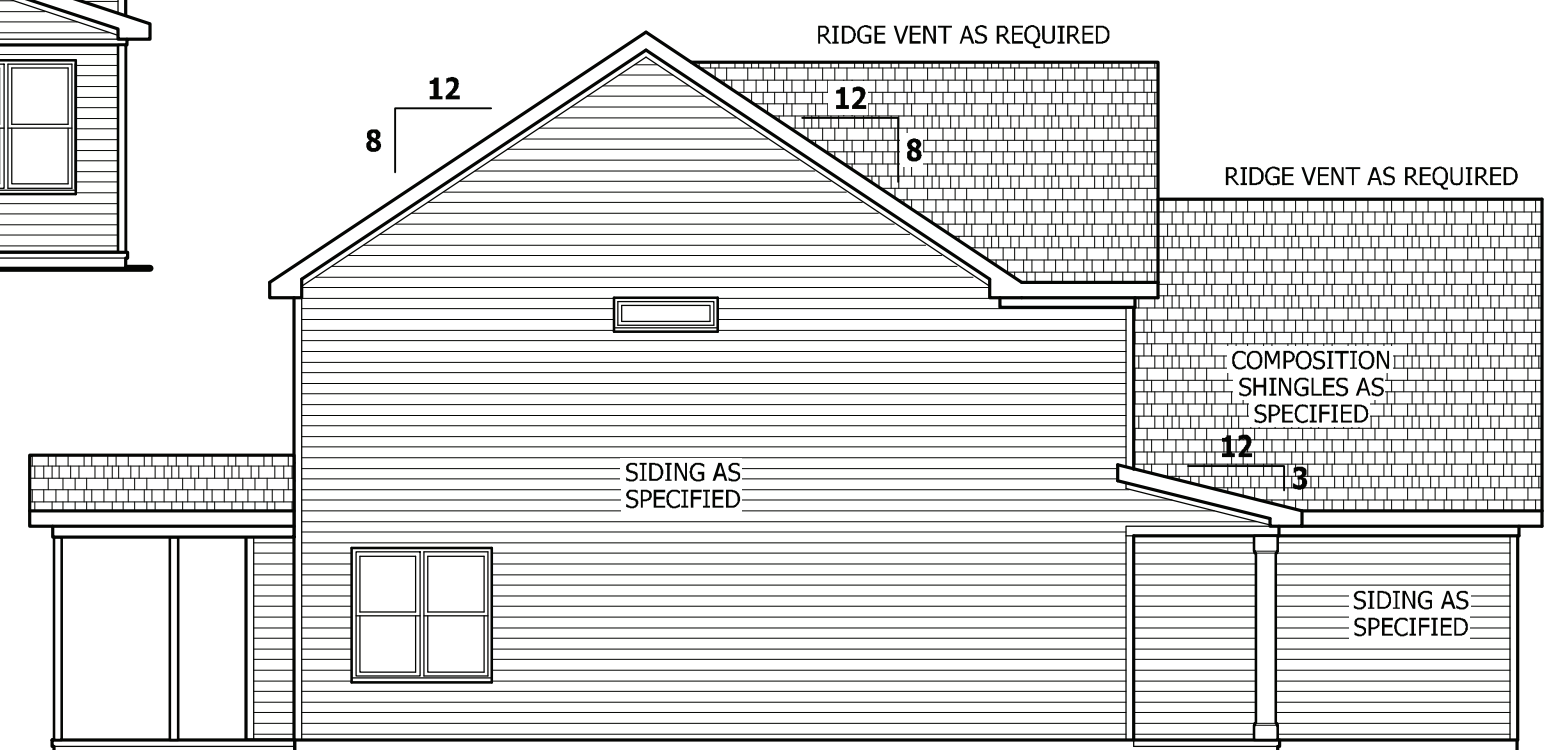 RIDGE VENT AS REQUIRED
12
8
12
8
RIDGE VENT AS REQUIRED
COMPOSITION
SHINGLES AS
SPECIFIED
12
3
SIDING AS
SPECIFIED
SIDING AS
SPECIFIED